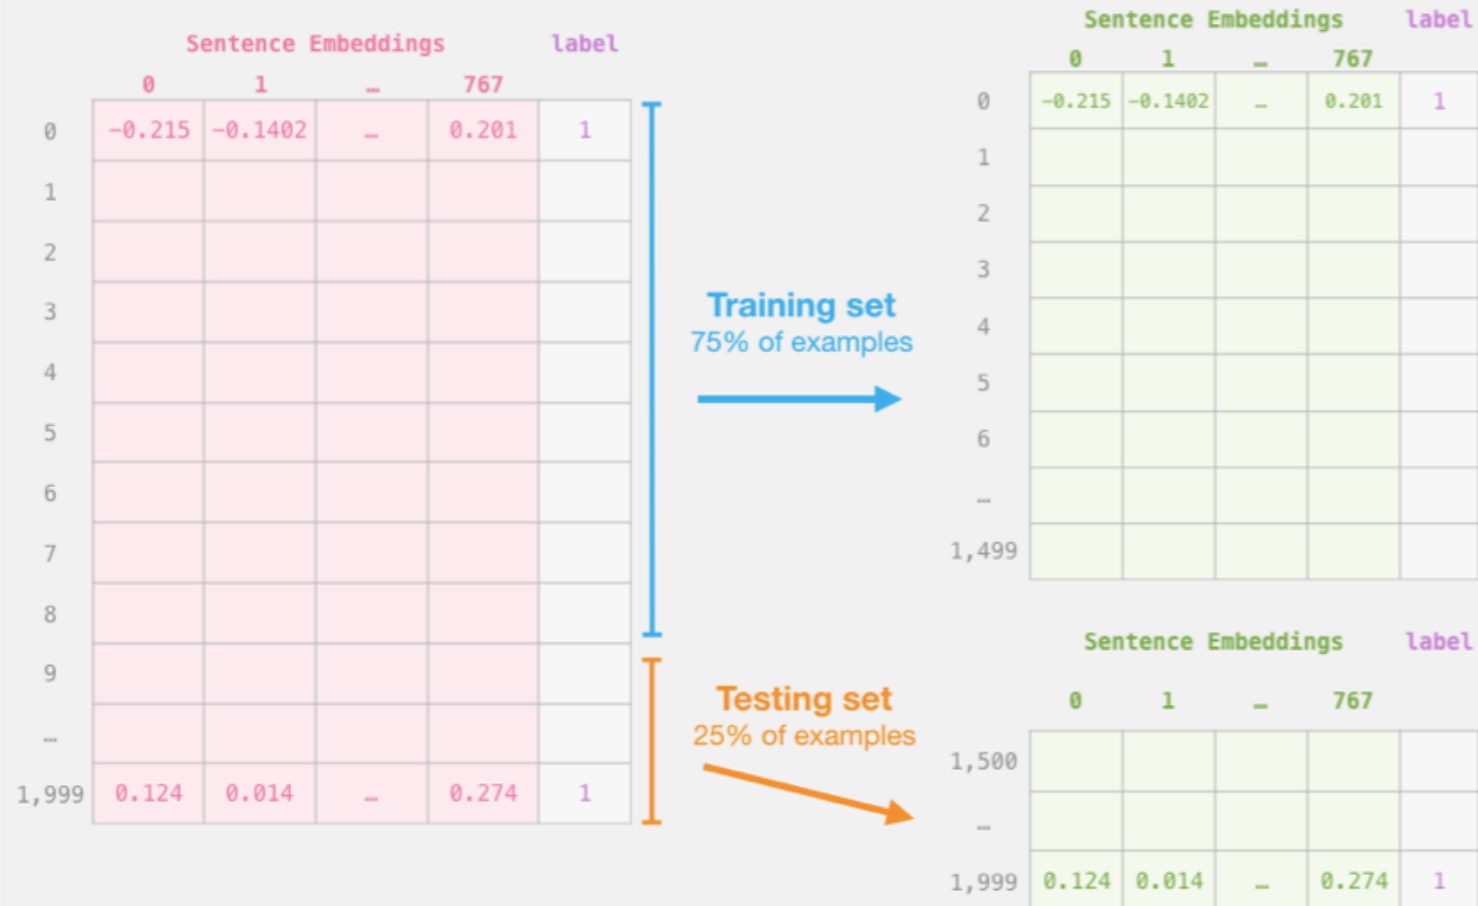 Sentence Embeddings label
0 1 … 767
0 -0.215 -0.1402 … 0.201 1
1
2
3
4
5
6
7
8
9
…
1,999 0.124 0.014 … 0.274 1
Training set
75% of examples
Testing set
25% of examples
Sentence Embeddings label
0 1 … 767
0 -0.215 -0.1402 … 0.201 1
1
2
3
4
5
6
…
1,499
Sentence Embeddings label
0 1 … 767
1,500
…
1,999 0.124 0.014 … 0.274 1